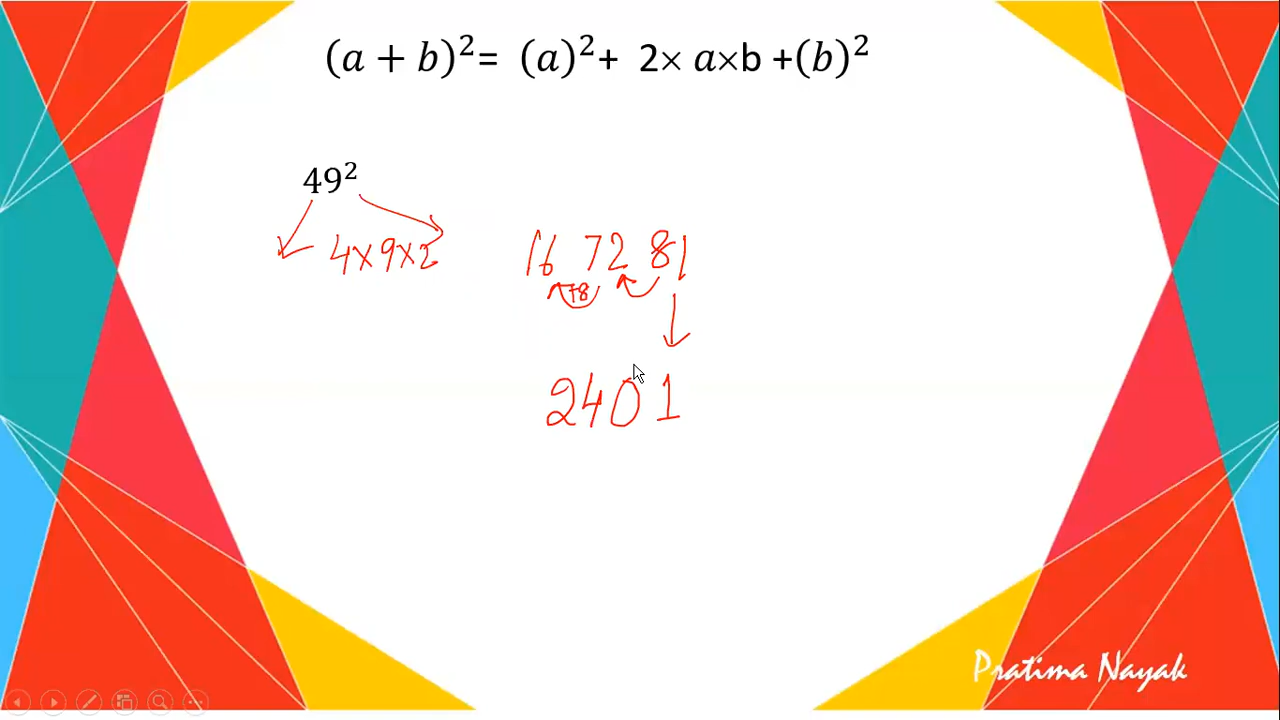 (a + b)²= (a)²+ 2× a×b +(b)²
49²
4×9×2 16 72 81
+8
2401
Pratima Nayak